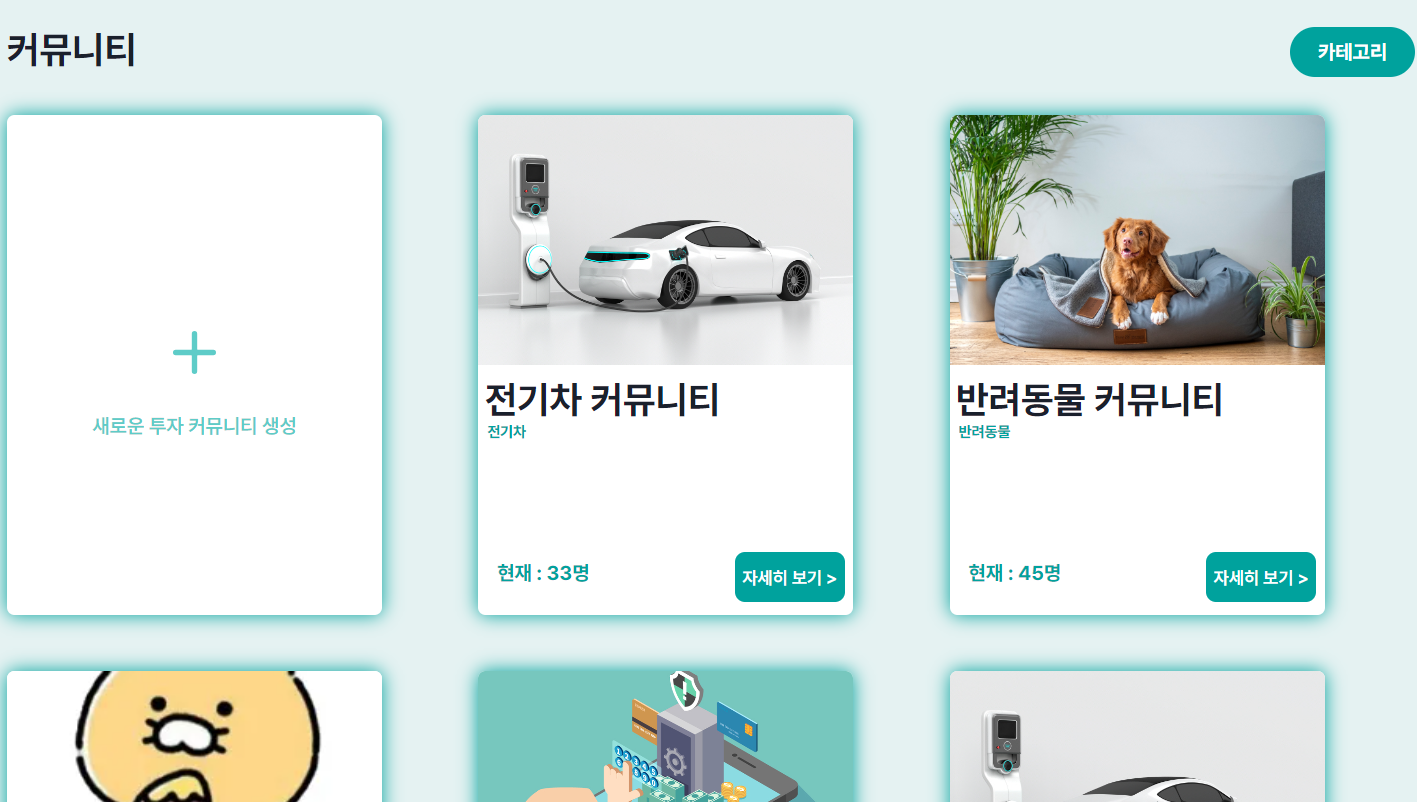 커뮤니티
카테고리
새로운 투자 커뮤니티 생성
전기차 커뮤니티
전기차
현재 : 33명
자세히 보기 >
반려동물 커뮤니티
반려동물
현재 : 45명
자세히 보기 >